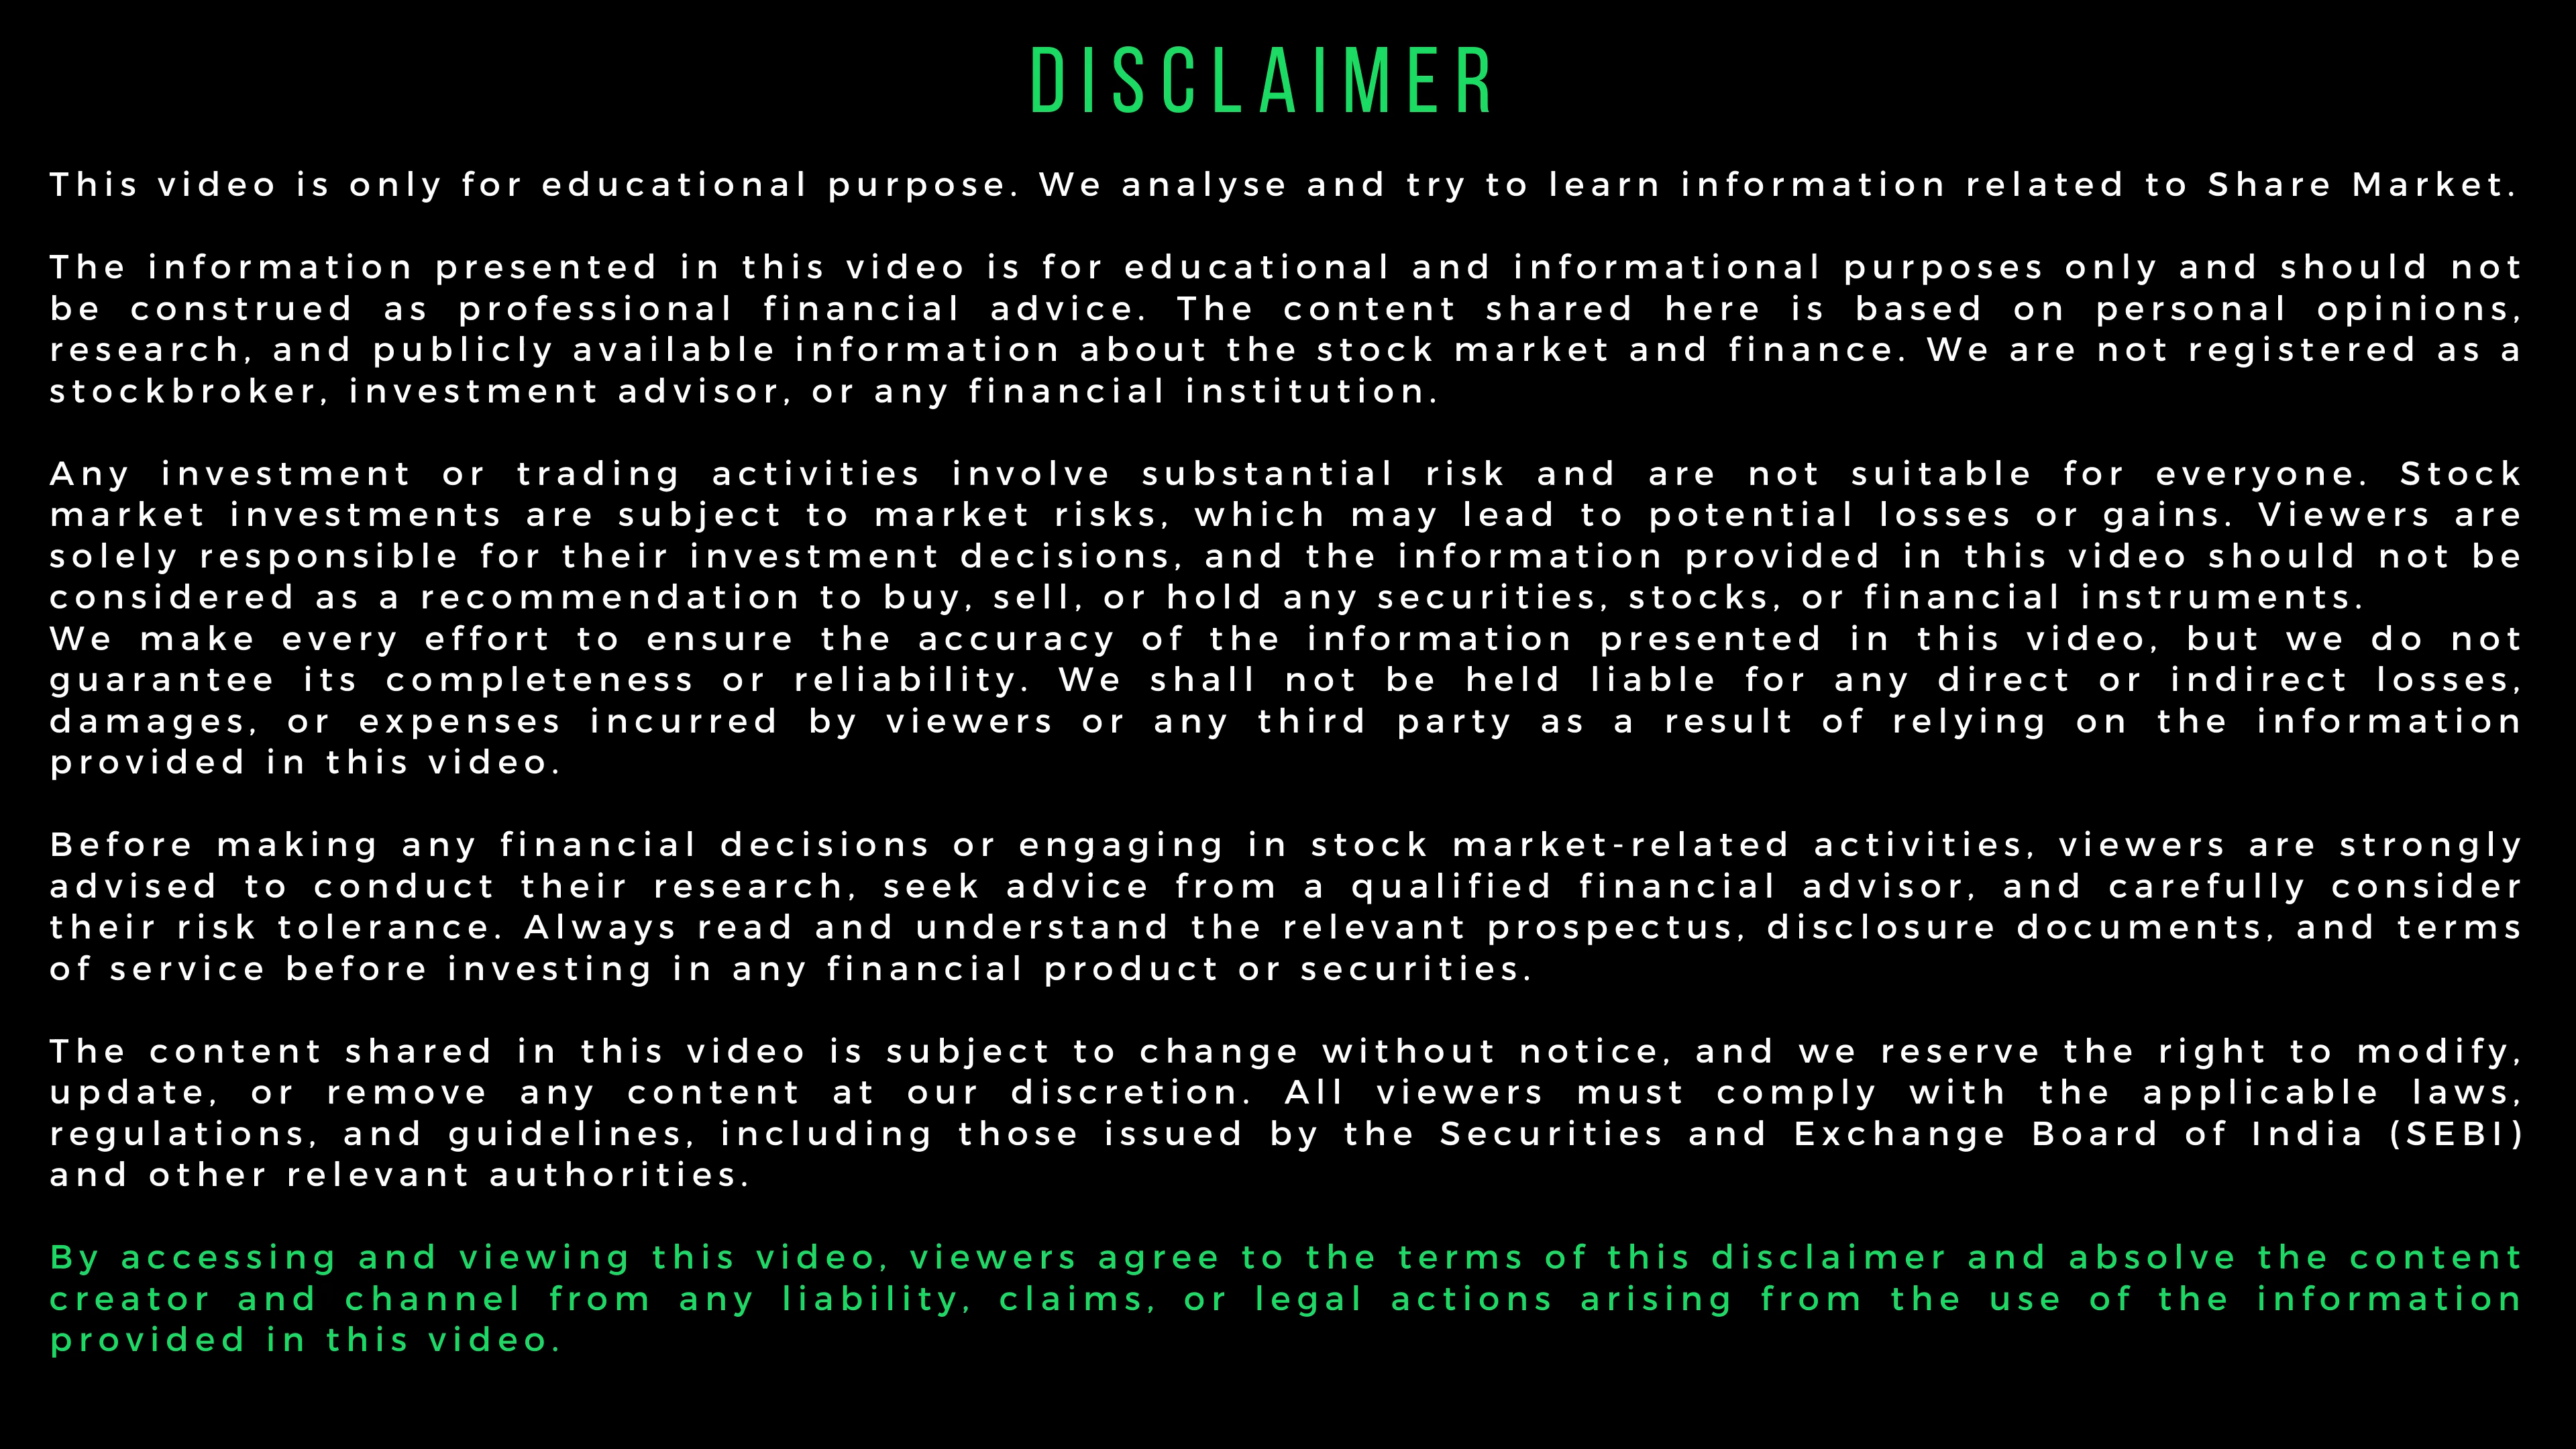 DISCLAIMER
This video is only for educational purpose. We analyse and try to learn information related to Share Market.
The information presented in this video is for educational and informational purposes only and should not
be construed as professional financial advice. The content shared here is based on personal opinions,
research, and publicly available information about the stock market and finance. We are not registered as a
stockbroker, investment advisor, or any financial institution.
Any investment or trading activities involve substantial risk and are not suitable for everyone. Stock
market investments are subject to market risks, which may lead to potential losses or gains. Viewers are
solely responsible for their investment decisions, and the information provided in this video should not be
considered as a recommendation to buy, sell, or hold any securities, stocks, or financial instruments.
We make every effort to ensure the accuracy of the information presented in this video, but we do not
guarantee its completeness or reliability. We shall not be held liable for any direct or indirect losses,
damages, or expenses incurred by viewers or any third party as a result of relying on the information
provided in this video.
Before making any financial decisions or engaging in stock market-related activities, viewers are strongly
advised to conduct their research, seek advice from a qualified financial advisor, and carefully consider
their risk tolerance. Always read and understand the relevant prospectus, disclosure documents, and terms
of service before investing in any financial product or securities.
The content shared in this video is subject to change without notice, and we reserve the right to modify,
update, or remove any content at our discretion. All viewers must comply with the applicable laws,
regulations, and guidelines, including those issued by the Securities and Exchange Board of India (SEBI)
and other relevant authorities.
By accessing and viewing this video, viewers agree to the terms of this disclaimer and absolve the content
creator and channel from any liability, claims, or legal actions arising from the use of the information
provided in this video.